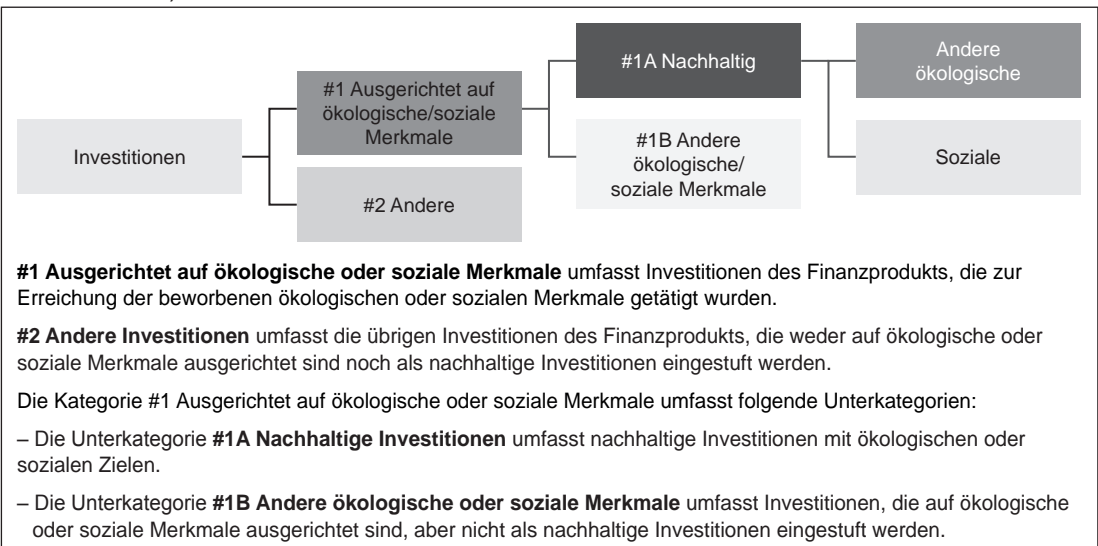 #1A Nachhaltig
Andere
ökologische
#1 Ausgerichtet auf
ökologische/soziale
Merkmale
Investitionen
#1B Andere
ökologische/
soziale Merkmale
Soziale
#2 Andere
#1 Ausgerichtet auf ökologische oder soziale Merkmale umfasst Investitionen des Finanzprodukts, die zur
Erreichung der beworbenen ökologischen oder sozialen Merkmale getätigt wurden.
#2 Andere Investitionen umfasst die übrigen Investitionen des Finanzprodukts, die weder auf ökologische oder
soziale Merkmale ausgerichtet sind noch als nachhaltige Investitionen eingestuft werden.
Die Kategorie #1 Ausgerichtet auf ökologische oder soziale Merkmale umfasst folgende Unterkategorien:
– Die Unterkategorie #1A Nachhaltige Investitionen umfasst nachhaltige Investitionen mit ökologischen oder
sozialen Zielen.
– Die Unterkategorie #1B Andere ökologische oder soziale Merkmale umfasst Investitionen, die auf ökologische
oder soziale Merkmale ausgerichtet sind, aber nicht als nachhaltige Investitionen eingestuft werden.